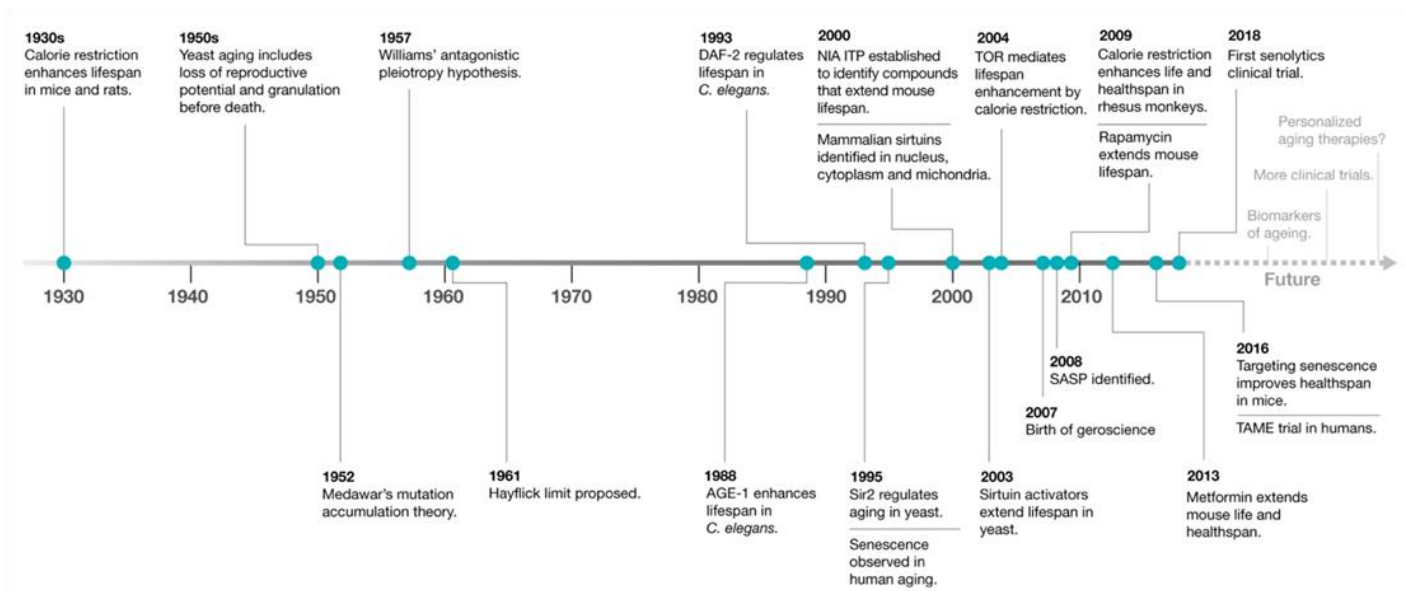 1930s
Calorie restriction
enhances lifespan
in mice and rats.
1950s
Yeast aging includes
loss of reproductive
potential and granulation
before death.
1957
Williams’ antagonistic
pleiotropy hypothesis.
1993
DAF-2 regulates
lifespan in
C. elegans.
2000
NIA ITP established
to identify compounds
that extend mouse
lifespan.
Mammalian sirtuins
identified in nucleus,
cytoplasm and michondria.
2004
TOR mediates
lifespan
enhancement by
calorie restriction.
2009
Calorie restriction
enhances life and
healthspan in
rhesus monkeys.
Rapamycin
extends mouse
lifespan.
2018
First senolytics
clinical trial.
Personalized
aging therapies?
More clinical trials.
Biomarkers
of ageing.
1930
1940
1950
1960
1970
1980
1990
2000
2010
Future
1952
Medawar’s mutation
accumulation theory.
1961
Hayflick limit proposed.
1988
AGE-1 enhances
lifespan in
C. elegans.
1995
Sir2 regulates
aging in yeast.
Senescence
observed in
human aging.
2003
Sirtuin activators
extend lifespan in
yeast.
2007
Birth of geroscience
2008
SASP identified.
2013
Metformin extends
mouse life and
healthspan.
2016
Targeting senescence
improves healthspan
in mice.
TAME trial in humans.